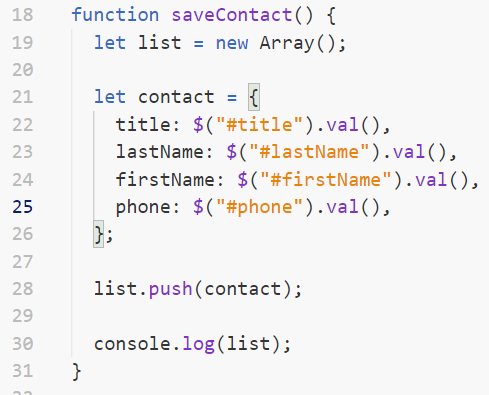 18 function saveContact() {
19 let list = new Array();
20
21 let contact = {
22 title: $("#title").val(),
23 lastName: $("#lastName").val(),
24 firstName: $("#firstName").val(),
25 phone: $("#phone").val(),
26 };
27
28 list.push(contact);
29
30 console.log(list);
31 }